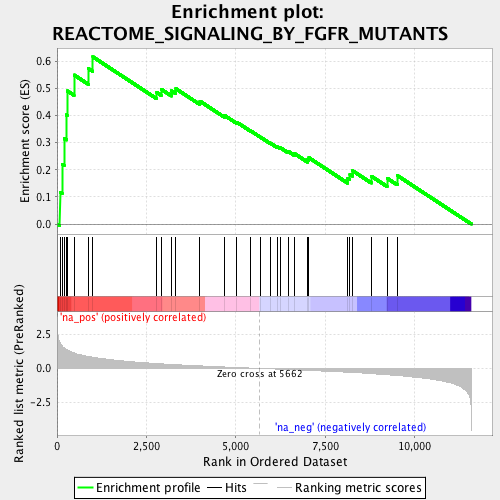 Enrichment plot:
REACTOME_SIGNALING_BY_FGFR_MUTANTS
Enrichment score (ES)
0.6
0.5
0.4
0.3
0.2
0.1
0.0
'na_pos' (positively correlated)
Ranked list metric (PreRanked)
2.5
0.0
-2.5
Zero cross at 5662
'na_neg' (negatively correlated)
0
2,500
5,000
7,500
10,000
Rank in Ordered Dataset
Enrichment profile
Hits
Ranking metric scores